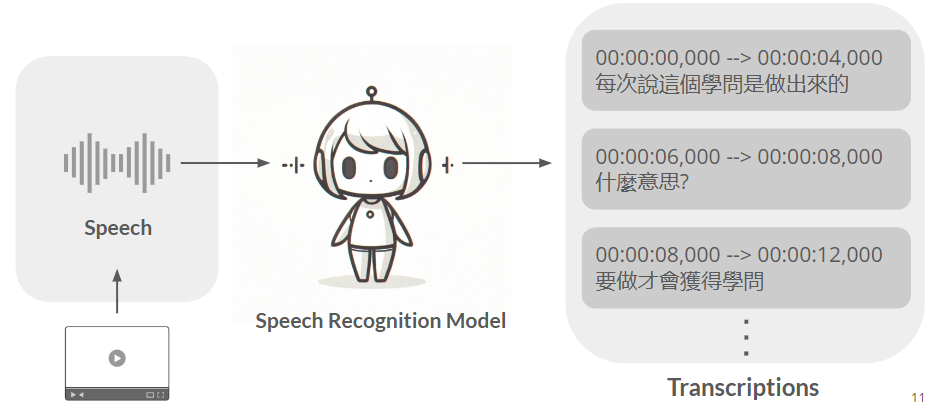 Speech
Speech Recognition Model
00:00:00,000 --> 00:00:04,000
每次說這個學問是做出來的
00:00:06,000 --> 00:00:08,000
什麼意思?
00:00:08,000 --> 00:00:12,000
要做才會獲得學問
Transcriptions
11